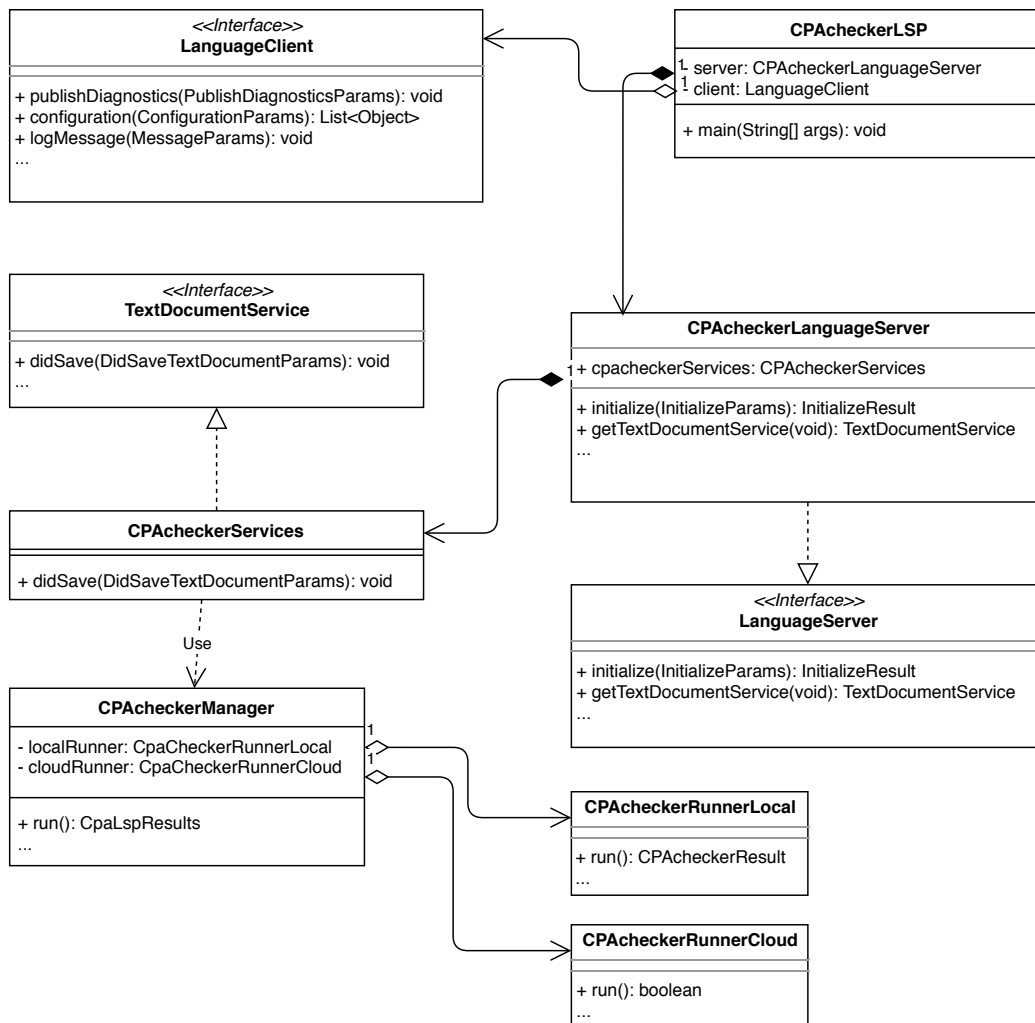 <<Interface>>
LanguageClient
+ publishDiagnostics(PublishDiagnosticsParams): void
+ configuration(ConfigurationParams): List<Object>
+ logMessage(MessageParams): void
...
CPAcheckerLSP
1
- server: CPAcheckerLanguageServer
1
- client: LanguageClient
+ main(String[] args): void
<<Interface>>
TextDocumentService
+ didSave(DidSaveTextDocumentParams): void
...
CPAcheckerLanguageServer
1
+ cpacheckerServices: CPAcheckerServices
+ initialize(InitializeParams): InitializeResult
+ getTextDocumentService(void): TextDocumentService
...
CPAcheckerServices
+ didSave(DidSaveTextDocumentParams): void
Use
<<Interface>>
LanguageServer
+ initialize(InitializeParams): InitializeResult
+ getTextDocumentService(void): TextDocumentService
...
CPAcheckerManager
- localRunner: CpaCheckerRunnerLocal
- cloudRunner: CpaCheckerRunnerCloud
+ run(): CpaLspResults
...
1
1
CPAcheckerRunnerLocal
+ run(): CPAcheckerResult
...
CPAcheckerRunnerCloud
+ run(): boolean
...